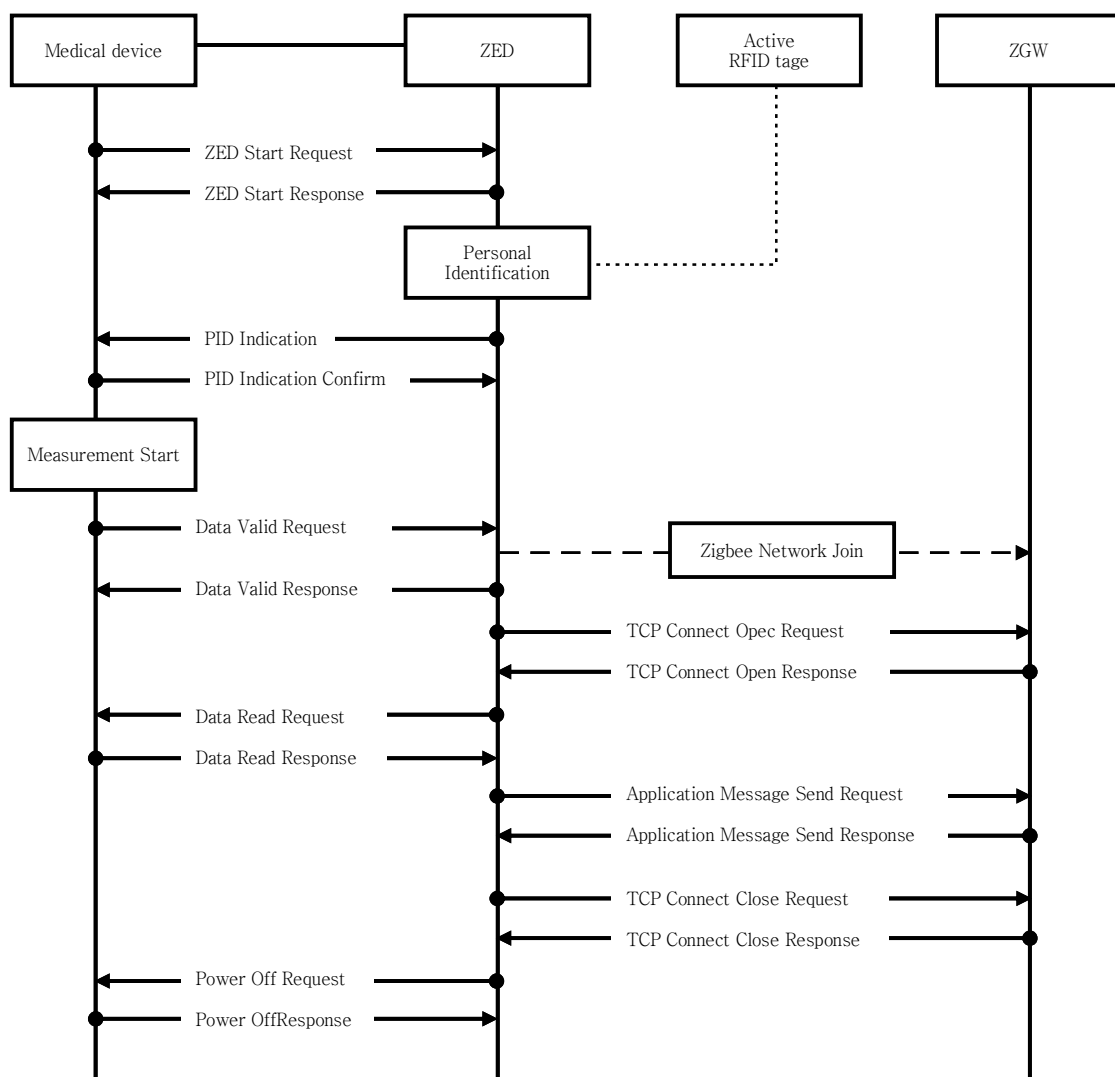 Medical device
ZED
Active
RFID tage
ZGW
ZED Start Request
ZED Start Response
Personal
Identification
PID Indication
PID Indication Confirm
Measurement Start
Data Valid Request
Zigbee Network Join
Data Valid Response
TCP Connect Opec Request
TCP Connect Open Response
Data Read Request
Data Read Response
Application Message Send Request
Application Message Send Response
TCP Connect Close Request
TCP Connect Close Response
Power Off Request
Power OffResponse